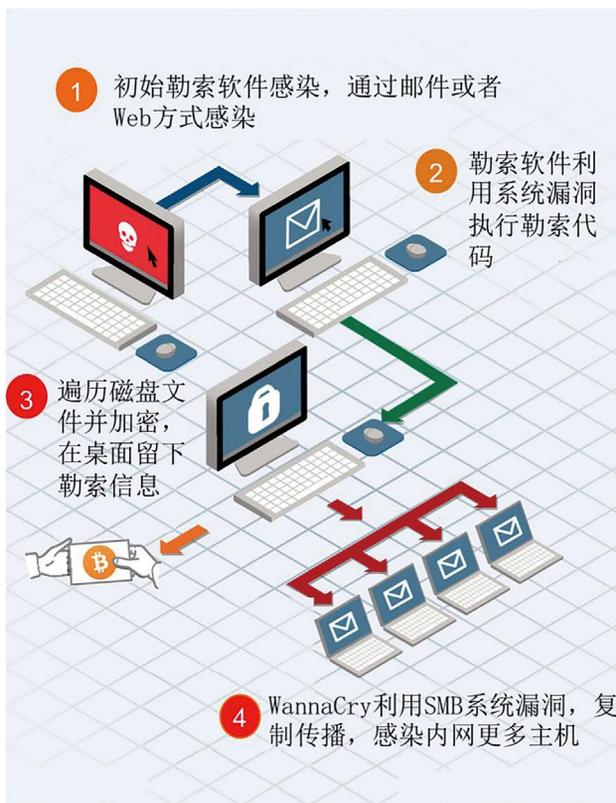 1 初始勒索软件感染，通过邮件或者
Web方式感染
2 勒索软件利
用系统漏洞
执行勒索代
码
3 遍历磁盘文
件并加密，
在桌面留下
勒索信息
4 WannaCry利用SMB系统漏洞，复
制传播，感染内网更多主机